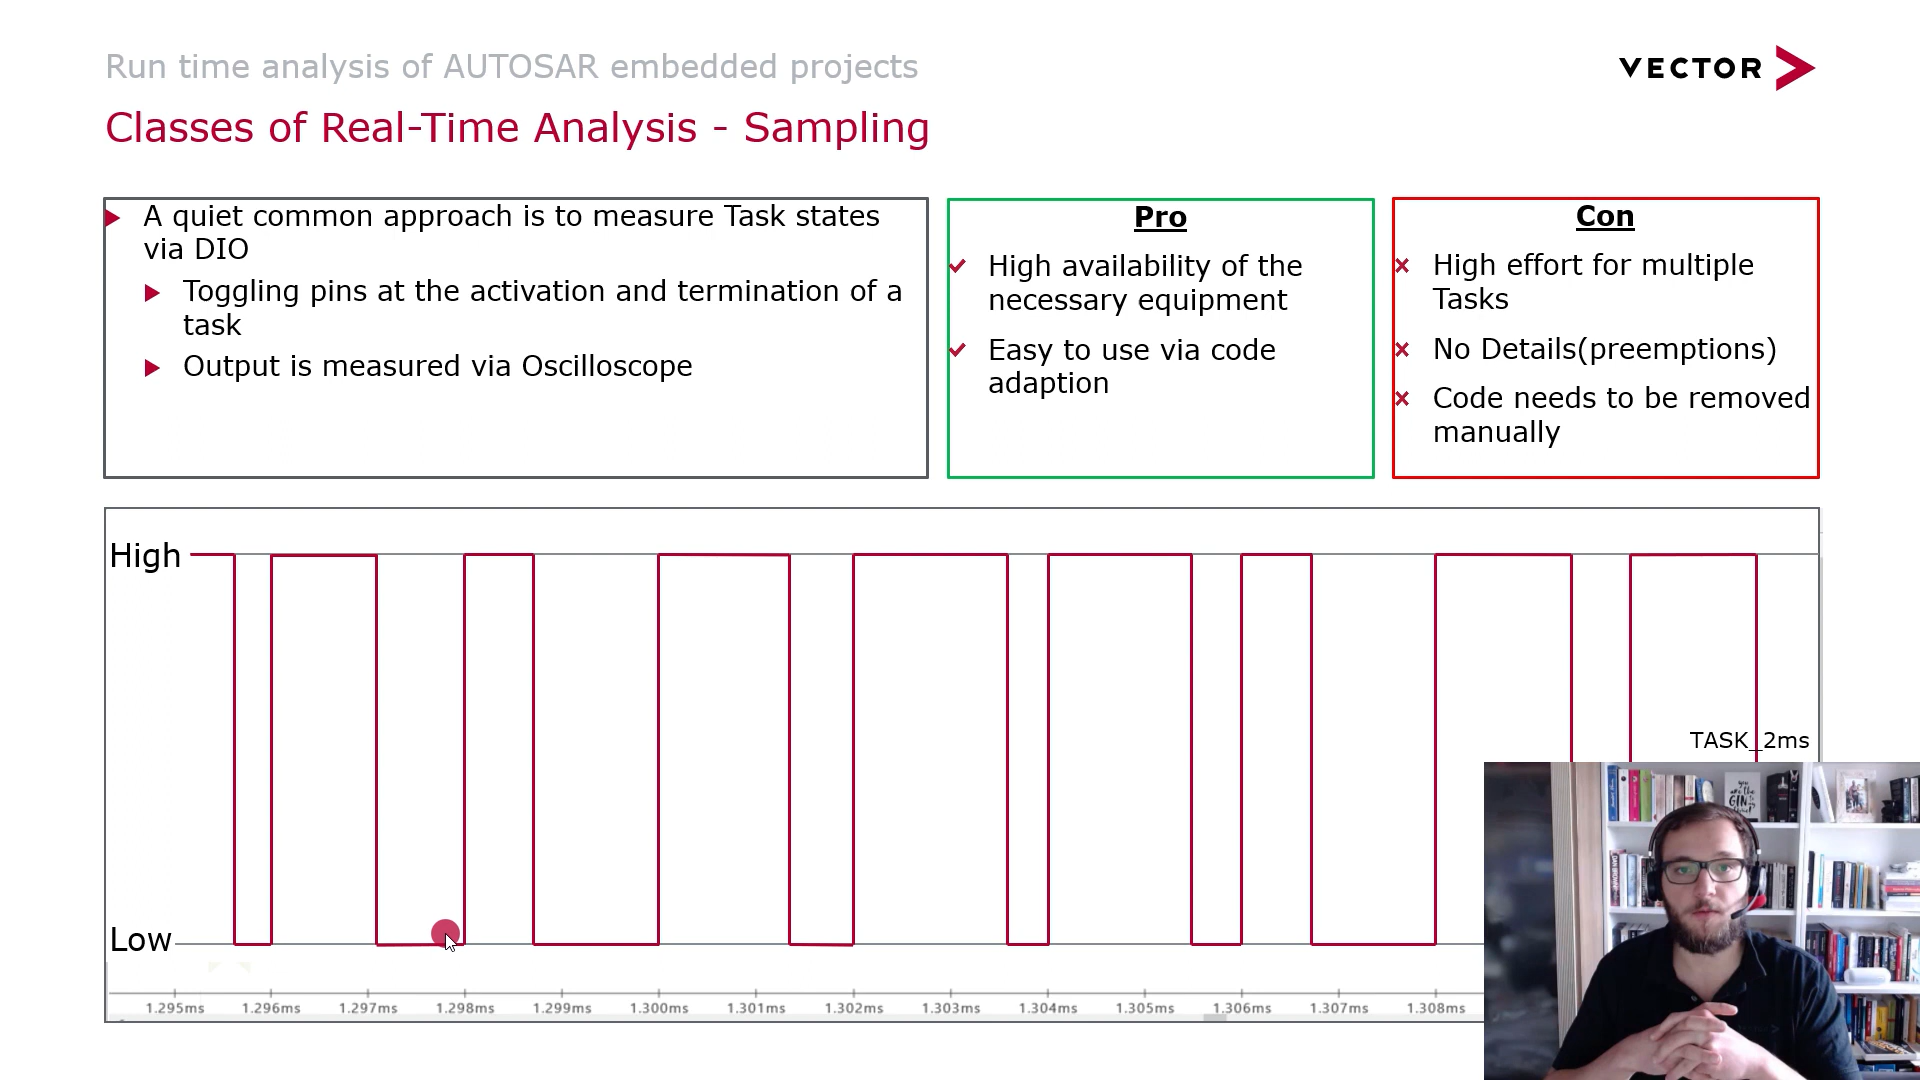 Run time analysis of AUTOSAR embedded projects
VECTOR
Classes of Real-Time Analysis - Sampling
A quiet common approach is to measure Task states
via DIO
Toggling pins at the activation and termination of a
task
Output is measured via Oscilloscope
Pro
High availability of the
necessary equipment
Easy to use via code
adaption
Con
High effort for multiple
Tasks
No Details(preemptions)
Code needs to be removed
manually
High
TASK_2ms
Low
1.295ms 1.296ms 1.297ms 1.298ms 1.299ms 1.300ms 1.301ms 1.302ms 1.303ms 1.304ms 1.305ms 1.306ms 1.307ms 1.308ms
GIN